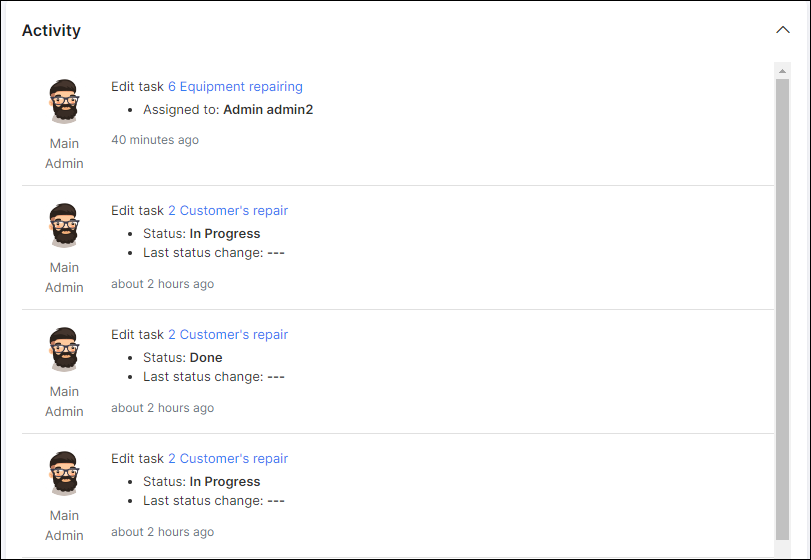 Activity
Edit task 6 Equipment repairing
• Assigned to: Admin admin2
40 minutes ago
Main
Admin
Edit task 2 Customer's repair
• Status: In Progress
• Last status change: ---
about 2 hours ago
Main
Admin
Edit task 2 Customer's repair
• Status: Done
• Last status change: ---
about 2 hours ago
Main
Admin
Edit task 2 Customer's repair
• Status: In Progress
• Last status change: ---
about 2 hours ago
Main
Admin